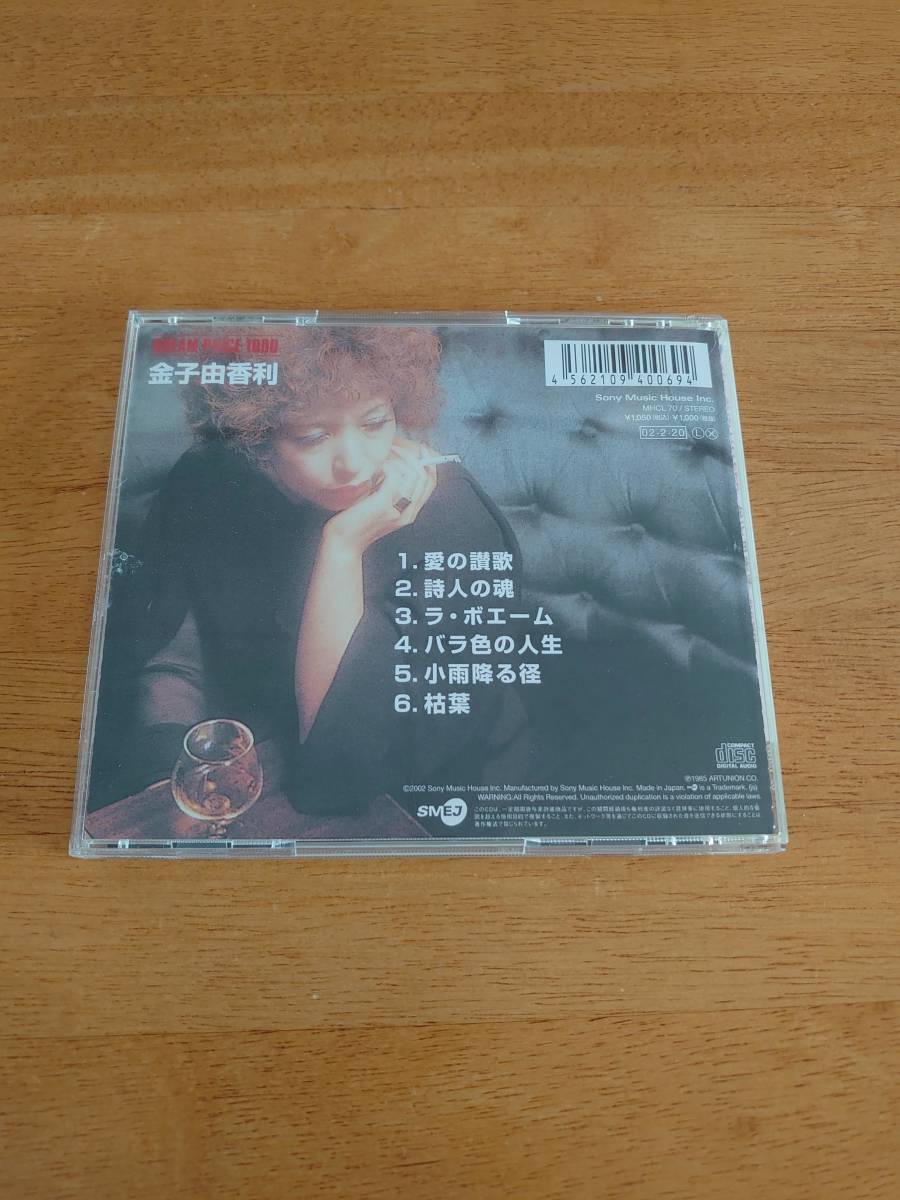 DREAM PRICE 1000
金子由香利
4 562109 400694
Sony Music House Inc.
MHCL 70 / STEREO
¥1,050(税込) ¥1,000(税抜)
02・2・20 L X
1. 愛の讃歌
2. 詩人の魂
3. ラ・ボエーム
4. バラ色の人生
5. 小雨降る径
6. 枯葉
COMPACT
disc
DIGITAL AUDIO
℗1985 ARTUNION CO.
©2002 Sony Music House Inc. Manufactured by Sony Music House Inc. Made in Japan. is a Trademark. (js)
WARNING:All Rights Reserved. Unauthorized duplication is a violation of applicable laws.
SMEJ